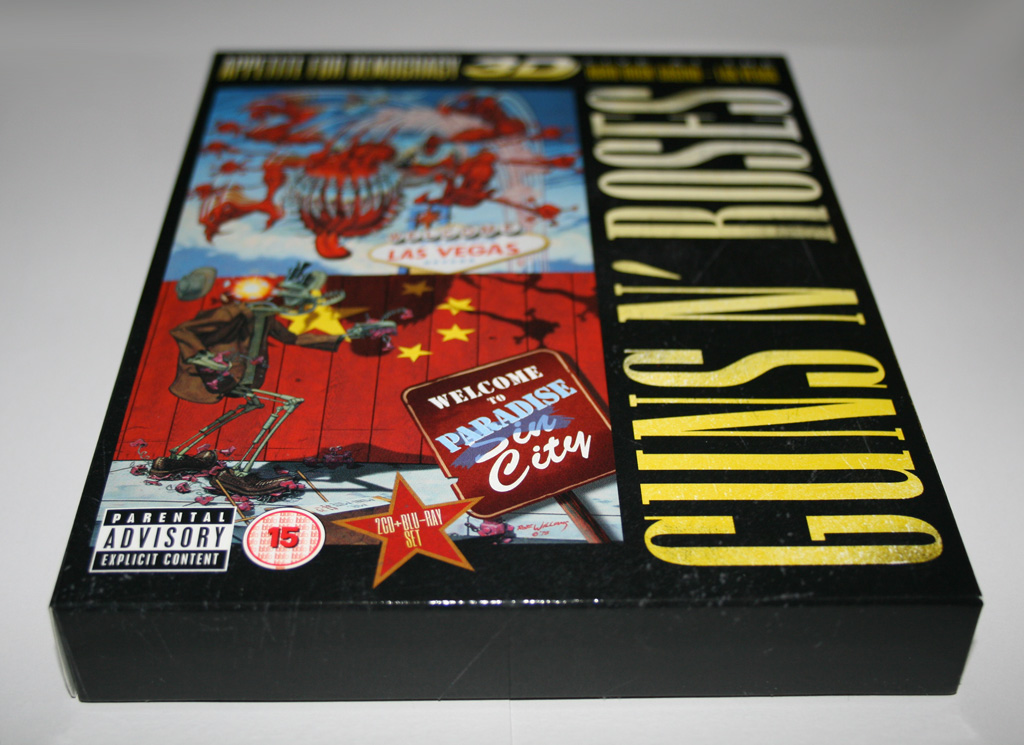 APPETITE FOR DEMOCRACY 3D
GUNS N' ROSES
LAS VEGAS
WELCOME
TO
PARADISE
Sin
City
2CD+BLU-RAY
SET
PARENTAL
ADVISORY
EXPLICIT CONTENT
15